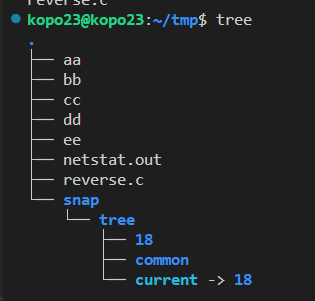 reverse.c
kopo23@kopo23:~/tmp$ tree
.
├── aa
├── bb
├── cc
├── dd
├── ee
├── netstat.out
├── reverse.c
└── snap
    └── tree
        ├── 18
        ├── common
        └── current -> 18